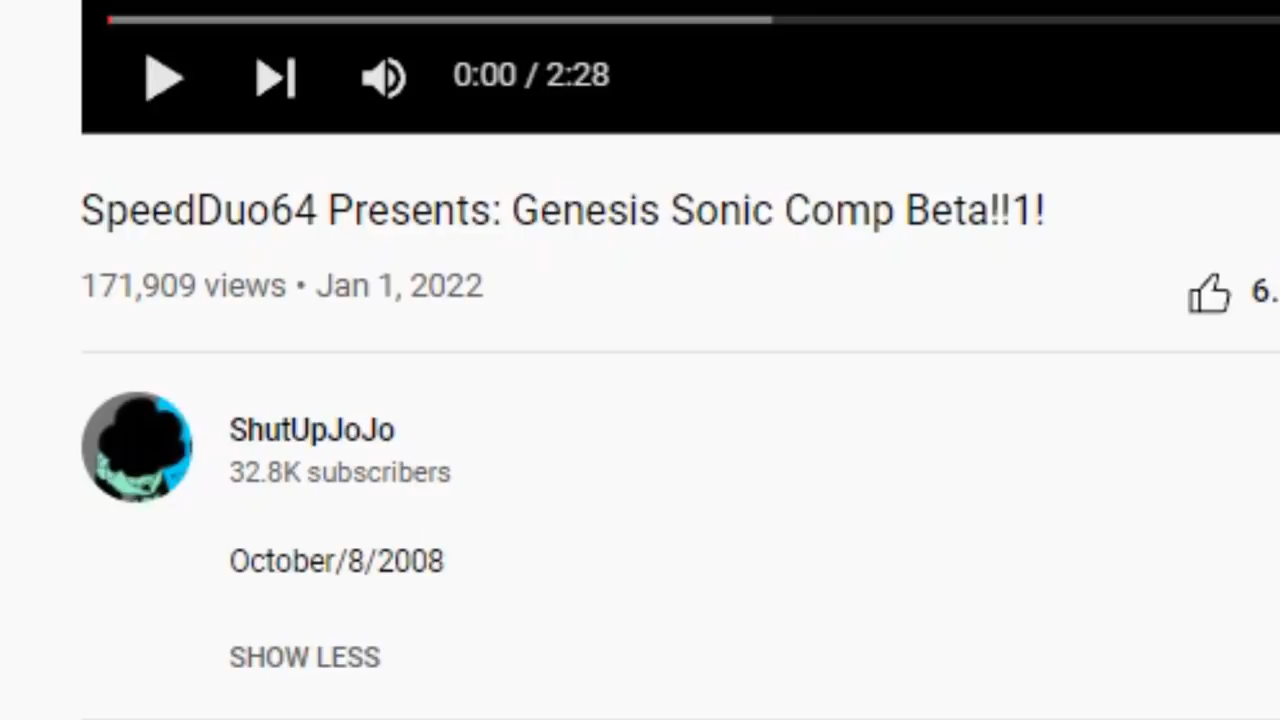 0:00 / 2:28
SpeedDuo64 Presents: Genesis Sonic Comp Beta!!1!
171,909 views • Jan 1, 2022
6.
ShutUpJoJo
32.8K subscribers
October/8/2008
SHOW LESS